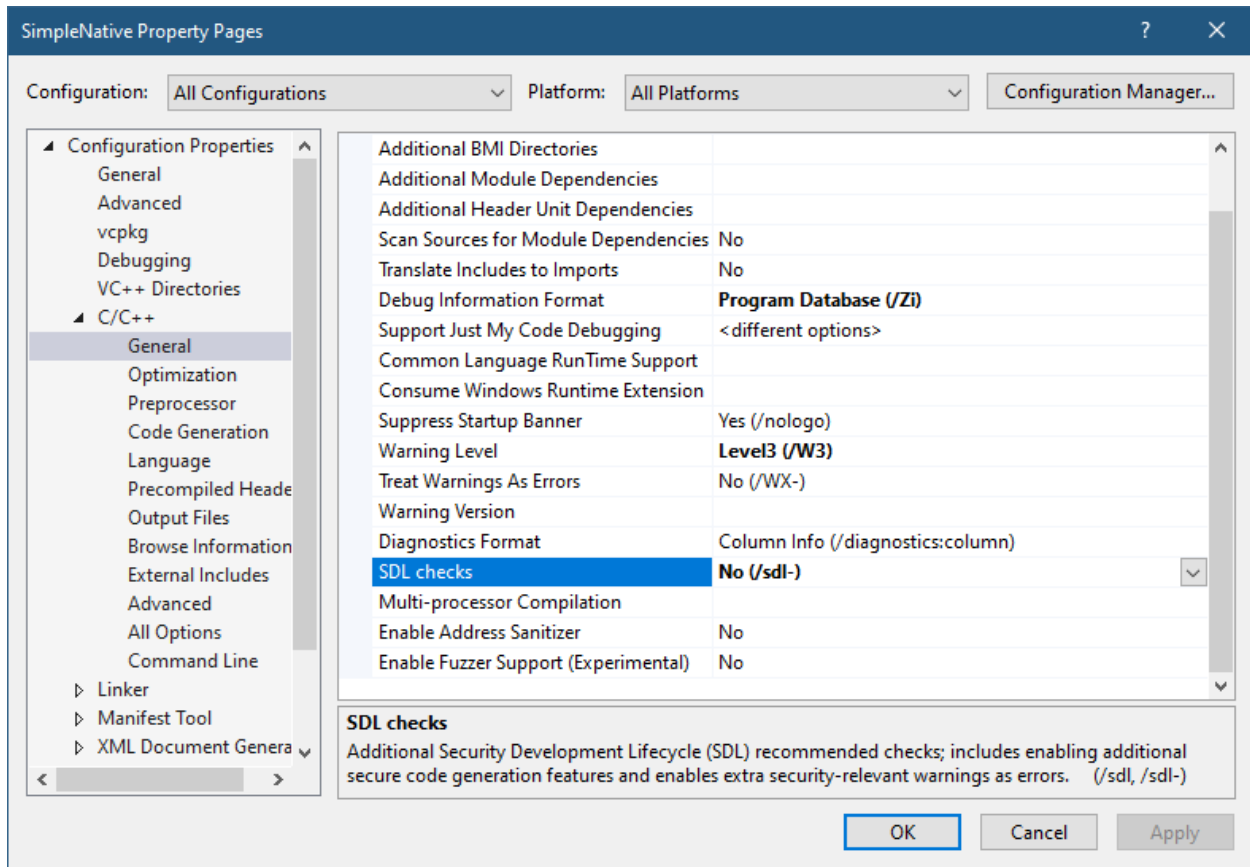 SimpleNative Property Pages
? ×
Configuration: All Configurations Platform: All Platforms Configuration Manager...
Configuration Properties
General
Advanced
vcpkg
Debugging
VC++ Directories
C/C++
General
Optimization
Preprocessor
Code Generation
Language
Precompiled Heade
Output Files
Browse Information
External Includes
Advanced
All Options
Command Line
Linker
Manifest Tool
XML Document Genera
Additional BMI Directories
Additional Module Dependencies
Additional Header Unit Dependencies
Scan Sources for Module Dependencies No
Translate Includes to Imports No
Debug Information Format Program Database (/Zi)
Support Just My Code Debugging <different options>
Common Language RunTime Support
Consume Windows Runtime Extension
Suppress Startup Banner Yes (/nologo)
Warning Level Level3 (/W3)
Treat Warnings As Errors No (/WX-)
Warning Version
Diagnostics Format Column Info (/diagnostics:column)
SDL checks No (/sdl-)
Multi-processor Compilation
Enable Address Sanitizer No
Enable Fuzzer Support (Experimental) No
SDL checks
Additional Security Development Lifecycle (SDL) recommended checks; includes enabling additional
secure code generation features and enables extra security-relevant warnings as errors. (/sdl, /sdl-)
OK Cancel Apply